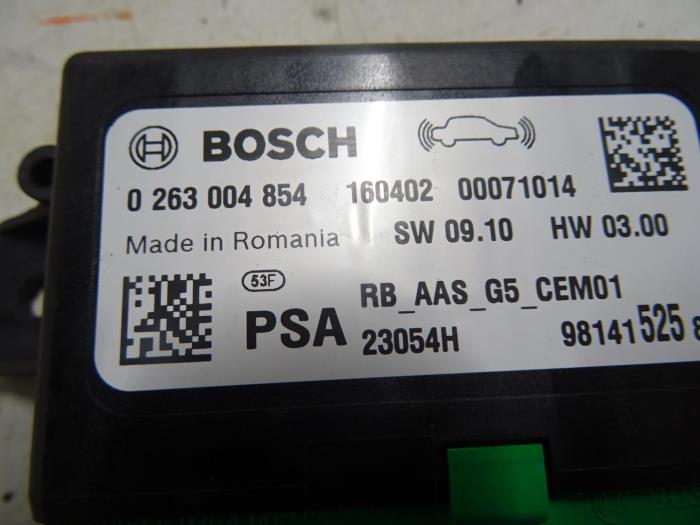 BOSCH
0 263 004 854 160402 00071014
Made in Romania SW 09.10 HW 03.00
53F RB_AAS_G5_CEM01
PSA 23054H 981415258